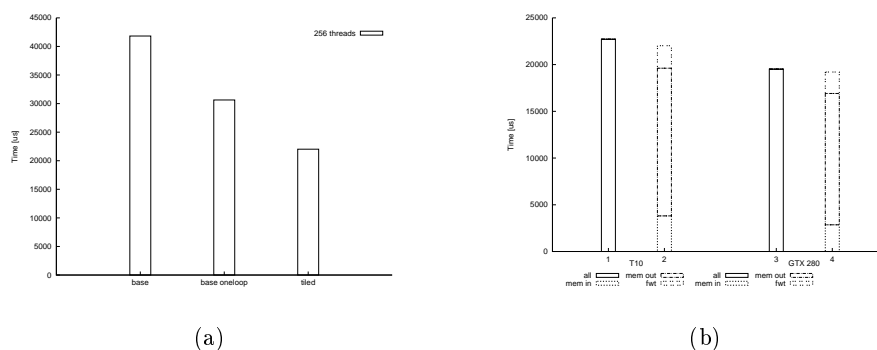 45000
40000
35000
30000
25000
20000
15000
10000
5000
0
Time [us]
256 threads
base
base oneloop
tiled
(a)
25000
20000
15000
10000
5000
0
Time [us]
1
2
3
4
T10
GTX 280
all
mem out
all
mem out
mem in
fwt
mem in
fwt
(b)